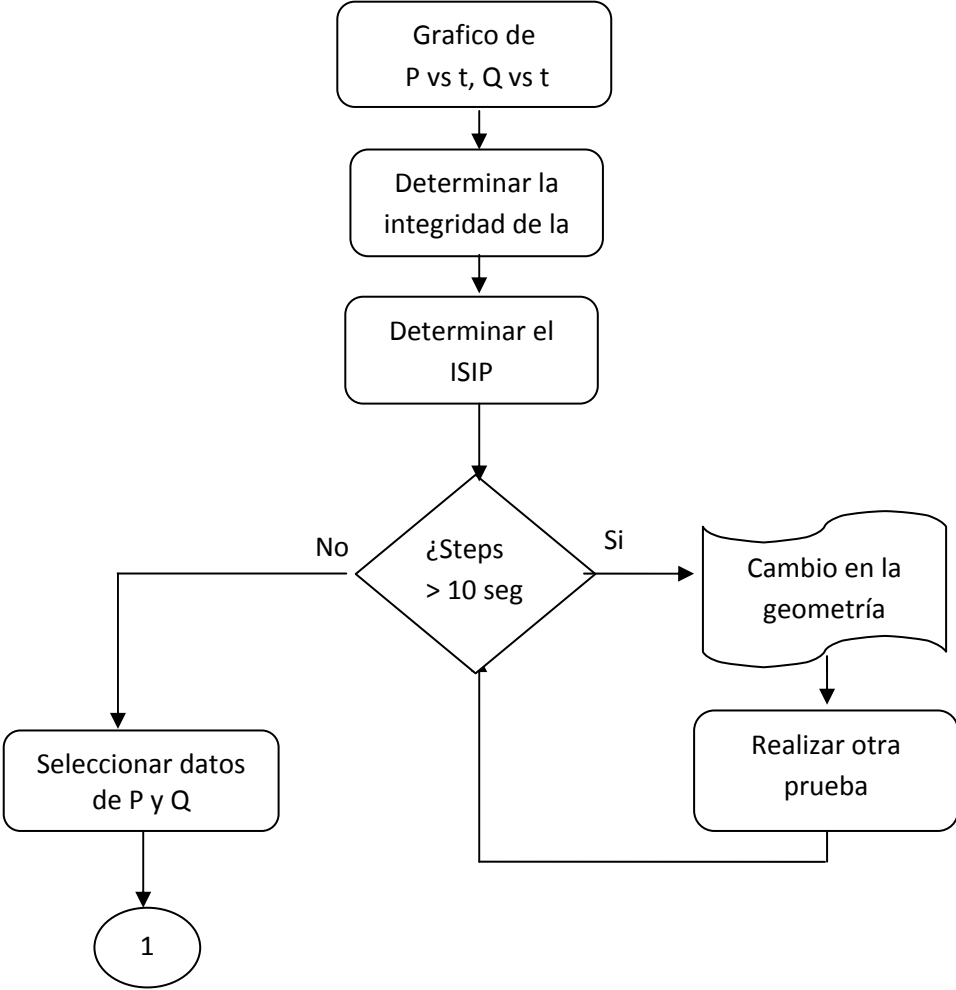 Grafico de
P vs t, Q vs t
Determinar la
integridad de la
Determinar el
ISIP
No
¿Steps
> 10 seg
Si
Cambio en la
geometría
Seleccionar datos
de P y Q
Realizar otra
prueba
1